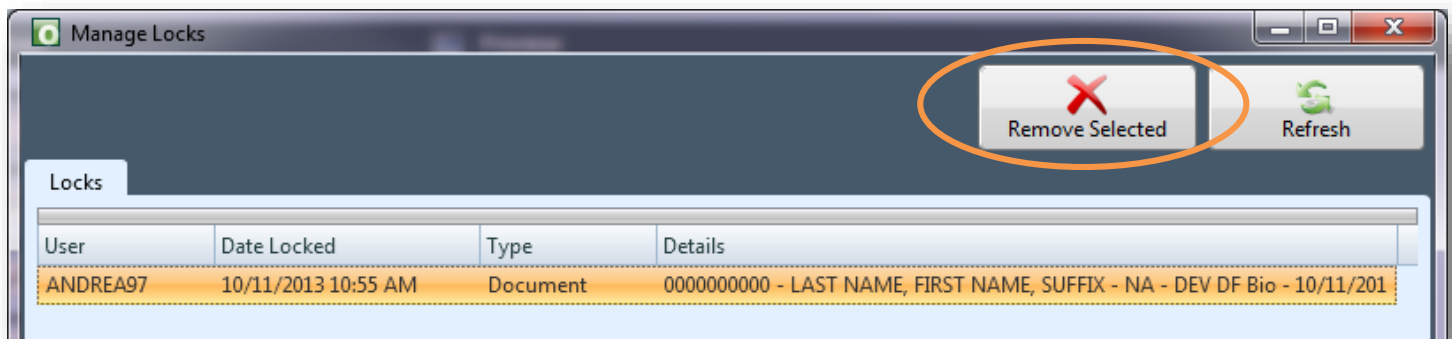 Manage Locks
Remove Selected
Refresh
Locks
User Date Locked Type Details
ANDREA97 10/11/2013 10:55 AM Document 0000000000 - LAST NAME, FIRST NAME, SUFFIX - NA - DEV DF Bio - 10/11/201